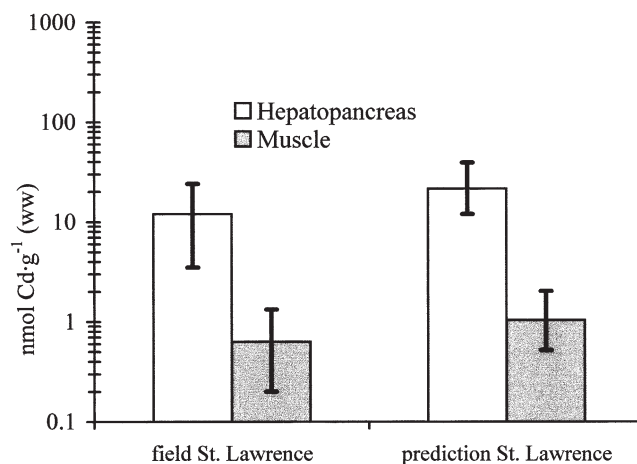 1000
100
10
1
0.1
nmol Cd·g⁻¹ (ww)
Hepatopancreas
Muscle
field St. Lawrence
prediction St. Lawrence